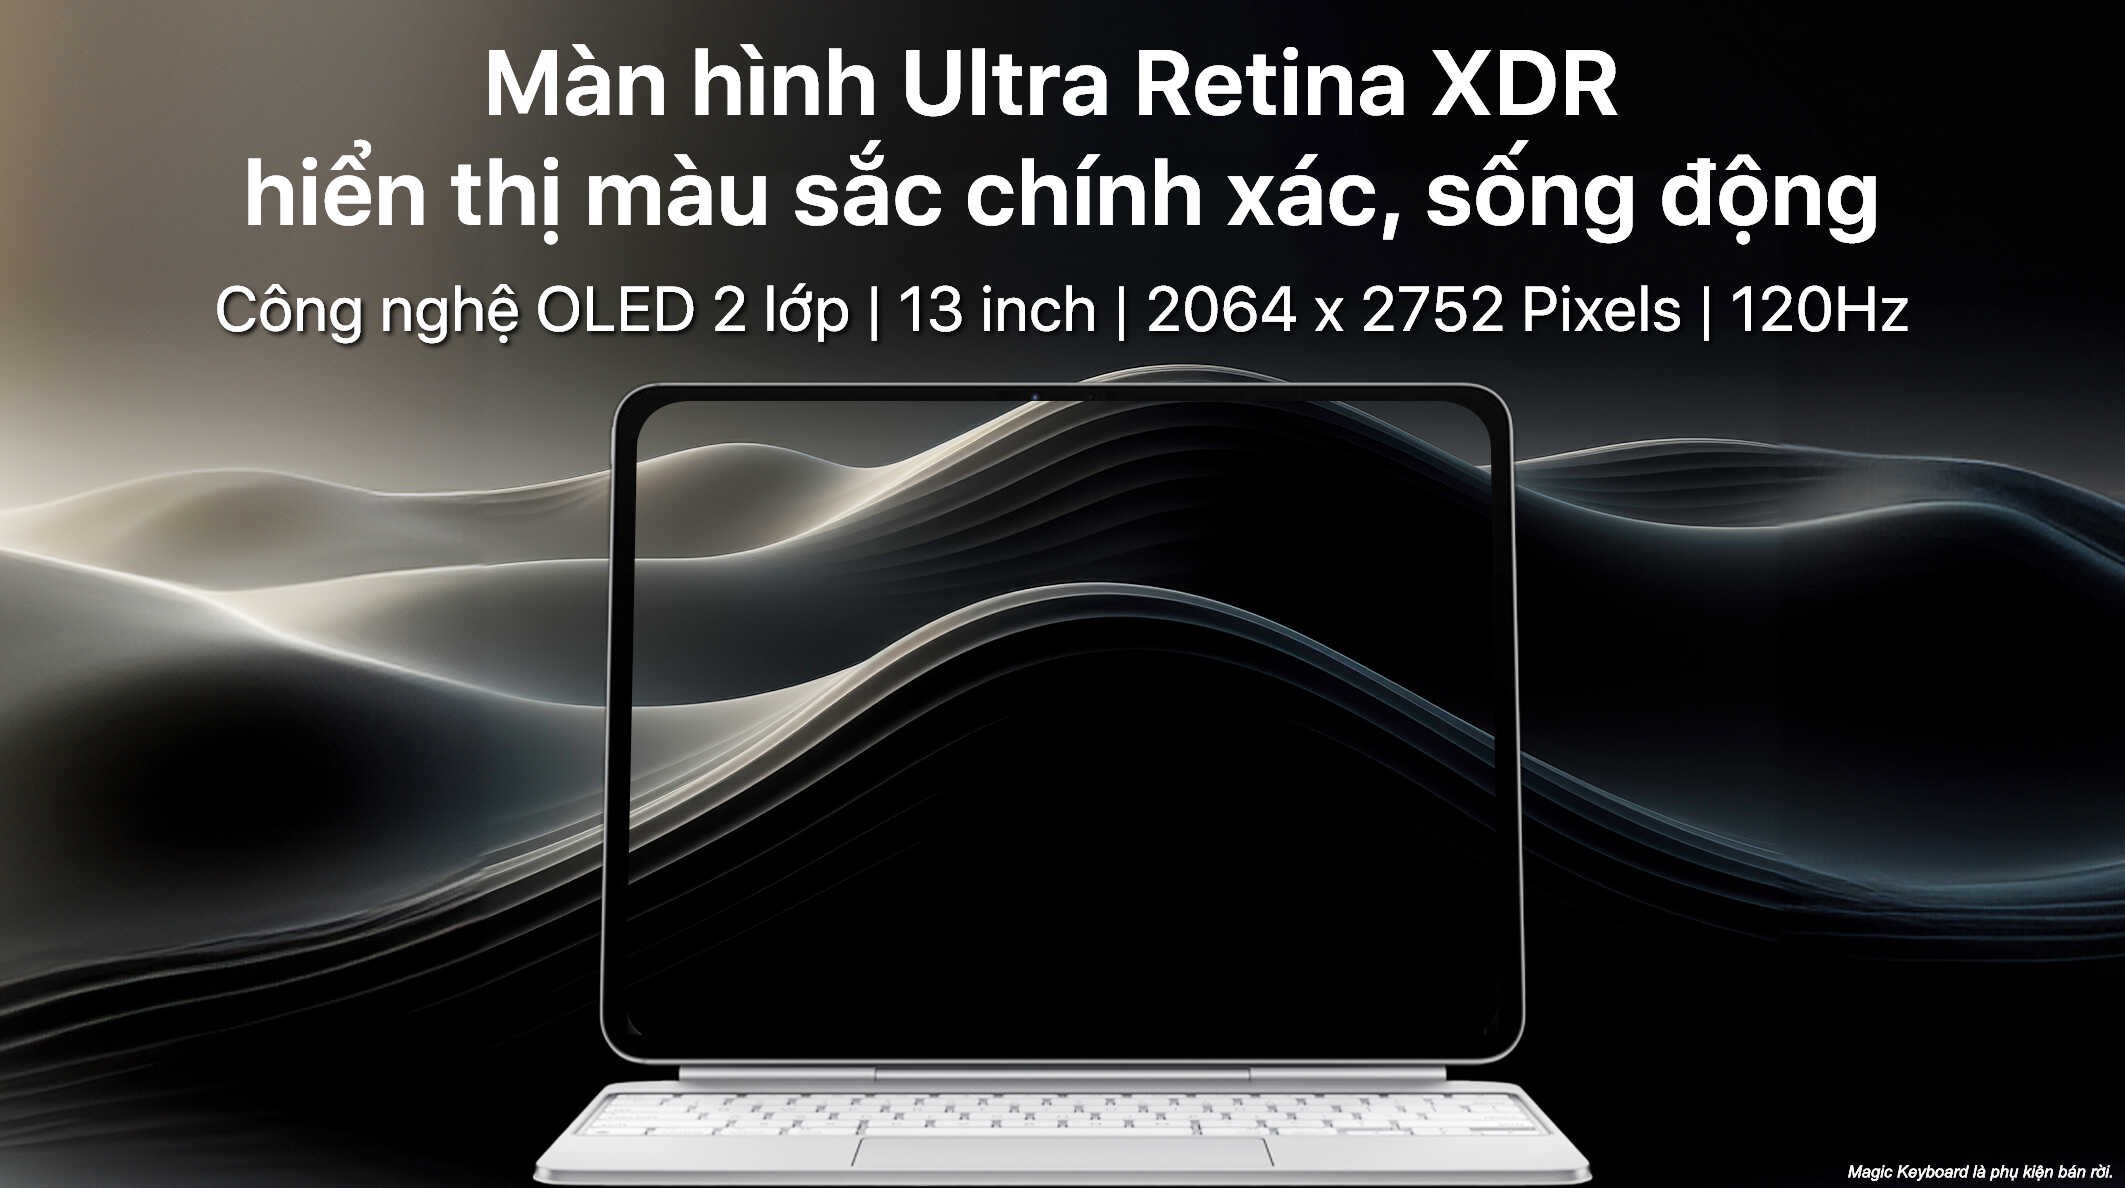 Màn hình Ultra Retina XDR
hiển thị màu sắc chính xác, sống động
Công nghệ OLED 2 lớp | 13 inch | 2064 x 2752 Pixels | 120Hz
Magic Keyboard là phụ kiện bán rời.